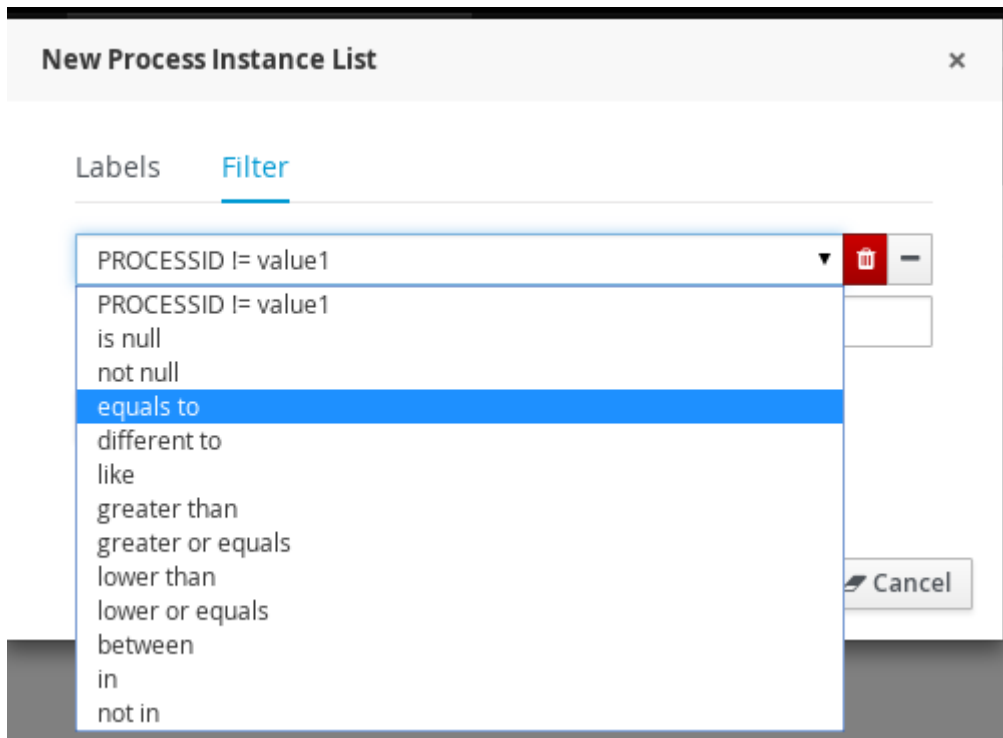 New Process Instance List ×
Labels Filter
PROCESSID != value1
PROCESSID != value1
is null
not null
equals to
different to
like
greater than
greater or equals
lower than
lower or equals
between
in
not in
Cancel